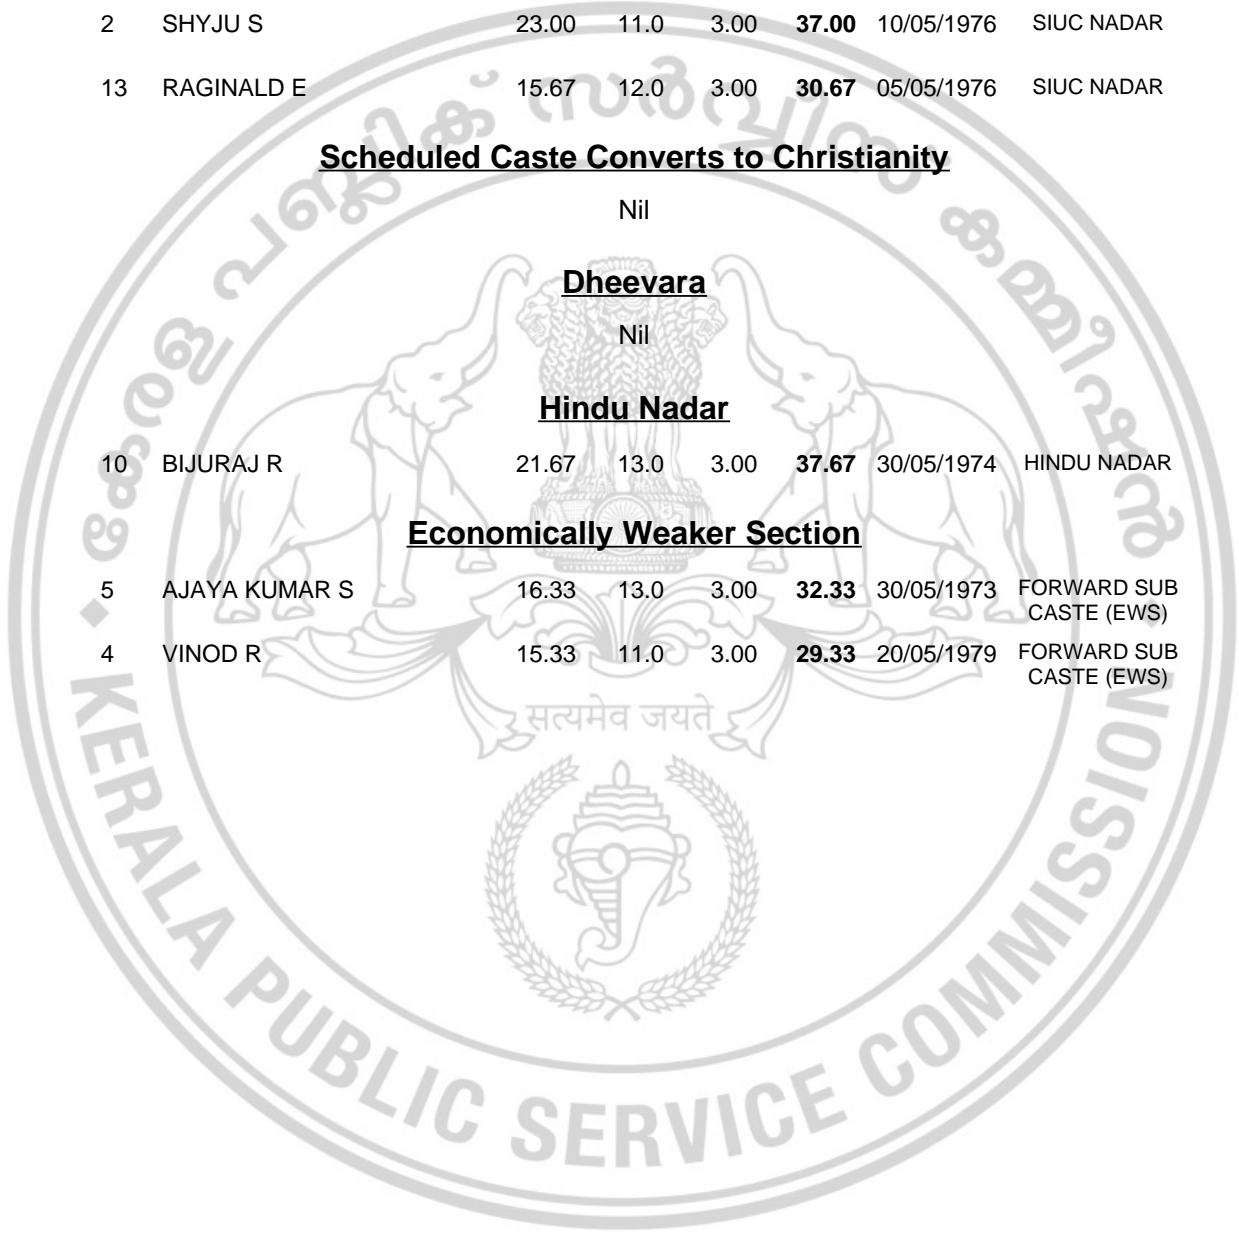 2 SHYJU S 23.00 11.0 3.00 37.00 10/05/1976 SIUC NADAR
13 RAGINALD E 15.67 12.0 3.00 30.67 05/05/1976 SIUC NADAR
Scheduled Caste Converts to Christianity
Nil
Dheevara
Nil
Hindu Nadar
10 BIJURAJ R 21.67 13.0 3.00 37.67 30/05/1974 HINDU NADAR
Economically Weaker Section
5 AJAYA KUMAR S 16.33 13.0 3.00 32.33 30/05/1973 FORWARD SUB
CASTE (EWS)
4 VINOD R 15.33 11.0 3.00 29.33 20/05/1979 FORWARD SUB
CASTE (EWS)
കേരള പബ്ലിക് സർവ്വീസ് കമ്മീഷൻ
सत्यमेव जयते
KERALA PUBLIC SERVICE COMMISSION